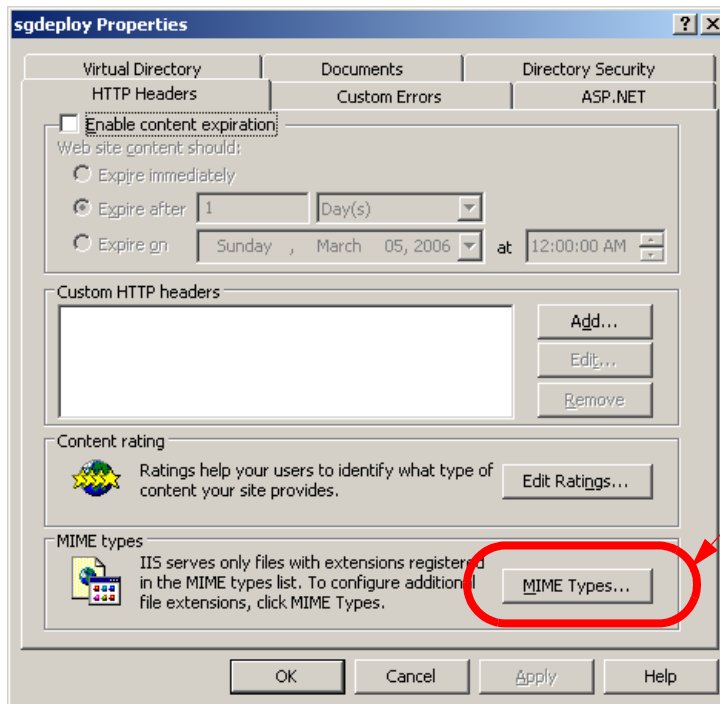 sgdeploy Properties
Virtual Directory Documents Directory Security
HTTP Headers Custom Errors ASP.NET
Enable content expiration
Web site content should:
Expire immediately
Expire after 1 Day(s)
Expire on Sunday , March 05, 2006 at 12:00:00 AM
Custom HTTP headers
Add...
Edit...
Remove
Content rating
Ratings help your users to identify what type of
content your site provides.
Edit Ratings...
MIME types
IIS serves only files with extensions registered
in the MIME types list. To configure additional
file extensions, click MIME Types.
MIME Types...
OK Cancel Apply Help